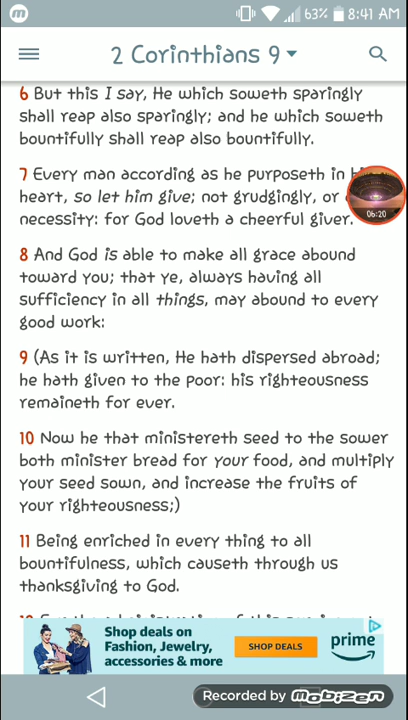 63% 8:41 AM
2 Corinthians 9
6 But this I say, He which soweth sparingly
shall reap also sparingly; and he which soweth
bountifully shall reap also bountifully.
7 Every man according as he purposeth in
heart, so let him give; not grudgingly, or
necessity: for God loveth a cheerful giver.
06:20
8 And God is able to make all grace abound
toward you; that ye, always having all
sufficiency in all things, may abound to every
good work:
9 (As it is written, He hath dispersed abroad;
he hath given to the poor: his righteousness
remaineth for ever.
10 Now he that ministereth seed to the sower
both minister bread for your food, and multiply
your seed sown, and increase the fruits of
your righteousness;)
11 Being enriched in every thing to all
bountifulness, which causeth through us
thanksgiving to God.
Shop deals on
Fashion, Jewelry,
accessories & more
SHOP DEALS
prime
Recorded by mobizen